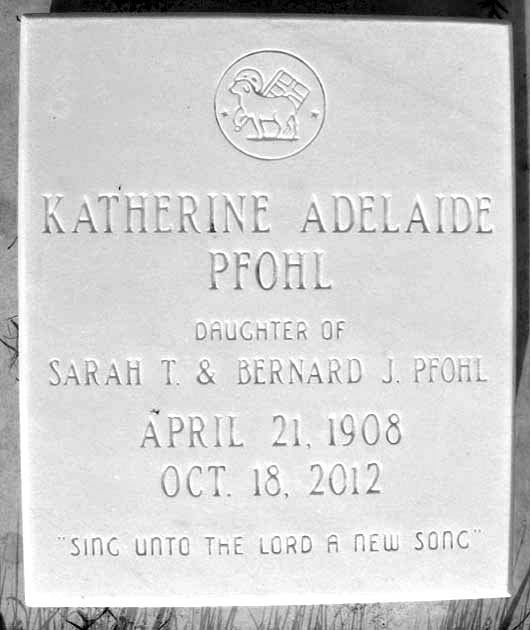 KATHERINE ADELAIDE
PFOHL
DAUGHTER OF
SARAH T. & BERNARD J. PFOHL
APRIL 21, 1908
OCT. 18, 2012
"SING UNTO THE LORD A NEW SONG"